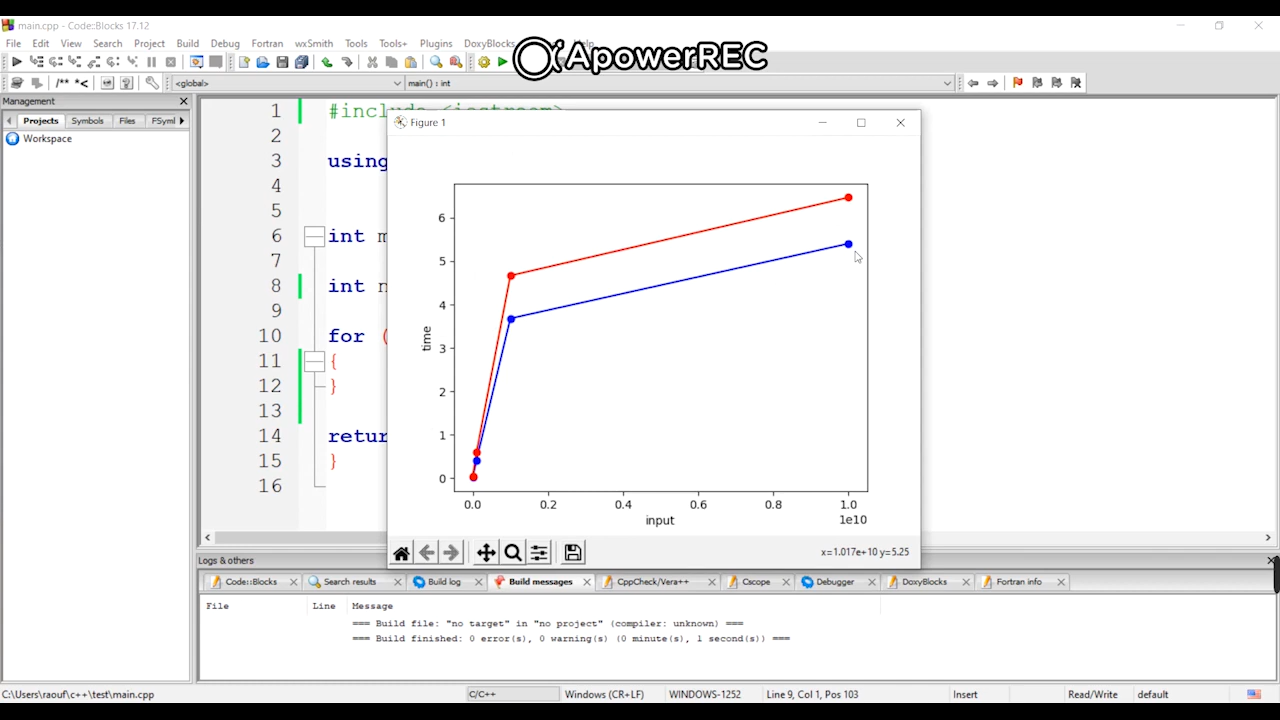 main.cpp - Code::Blocks 17.12
File Edit View Search Project Build Debug Fortran wxSmith Tools Tools+ Plugins DoxyBlocks Help
ApowerREC
/** *<
<global> main() : int
Management
Projects Symbols Files FSyml
Workspace
1 #include <iostream>
2
3 using
4
5
6 int m
7
8 int n
9
10 for (
11 {
12 }
13
14 retur
15 }
16
Figure 1
time
6
5
4
3
2
1
0
0.0 0.2 0.4 0.6 0.8 1.0
1e10
input
x=1.017e+10 y=5.25
Logs & others
Code::Blocks Search results Build log Build messages CppCheck/Vera++ Cscope Debugger DoxyBlocks Fortran info
File Line Message
=== Build file: "no target" in "no project" (compiler: unknown) ===
=== Build finished: 0 error(s), 0 warning(s) (0 minute(s), 1 second(s)) ===
C:\Users\raouf\c++\test\main.cpp C/C++ Windows (CR+LF) WINDOWS-1252 Line 9, Col 1, Pos 103 Insert Read/Write default